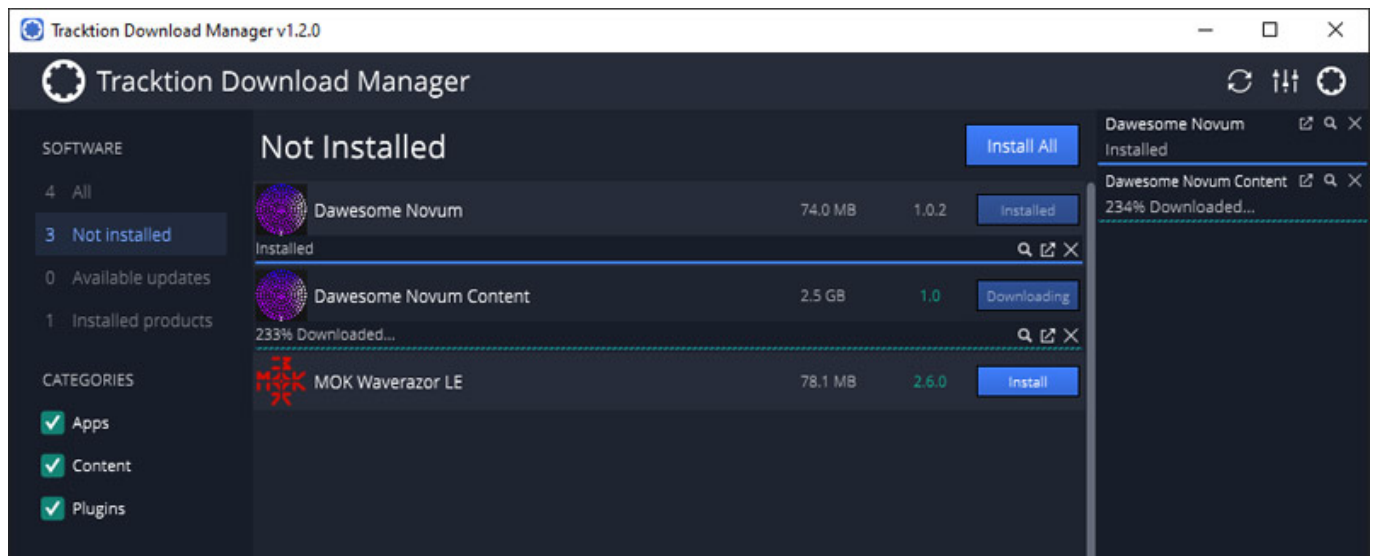 Tracktion Download Manager v1.2.0
Tracktion Download Manager
SOFTWARE
4 All
3 Not installed
0 Available updates
1 Installed products
CATEGORIES
Apps
Content
Plugins
Not Installed
Install All
Dawesome Novum 74.0 MB 1.0.2 Installed
Installed
Dawesome Novum Content 2.5 GB 1.0 Downloading
233% Downloaded...
MOK
MOK Waverazor LE 78.1 MB 2.6.0 Install
Dawesome Novum
Installed
Dawesome Novum Content
234% Downloaded...